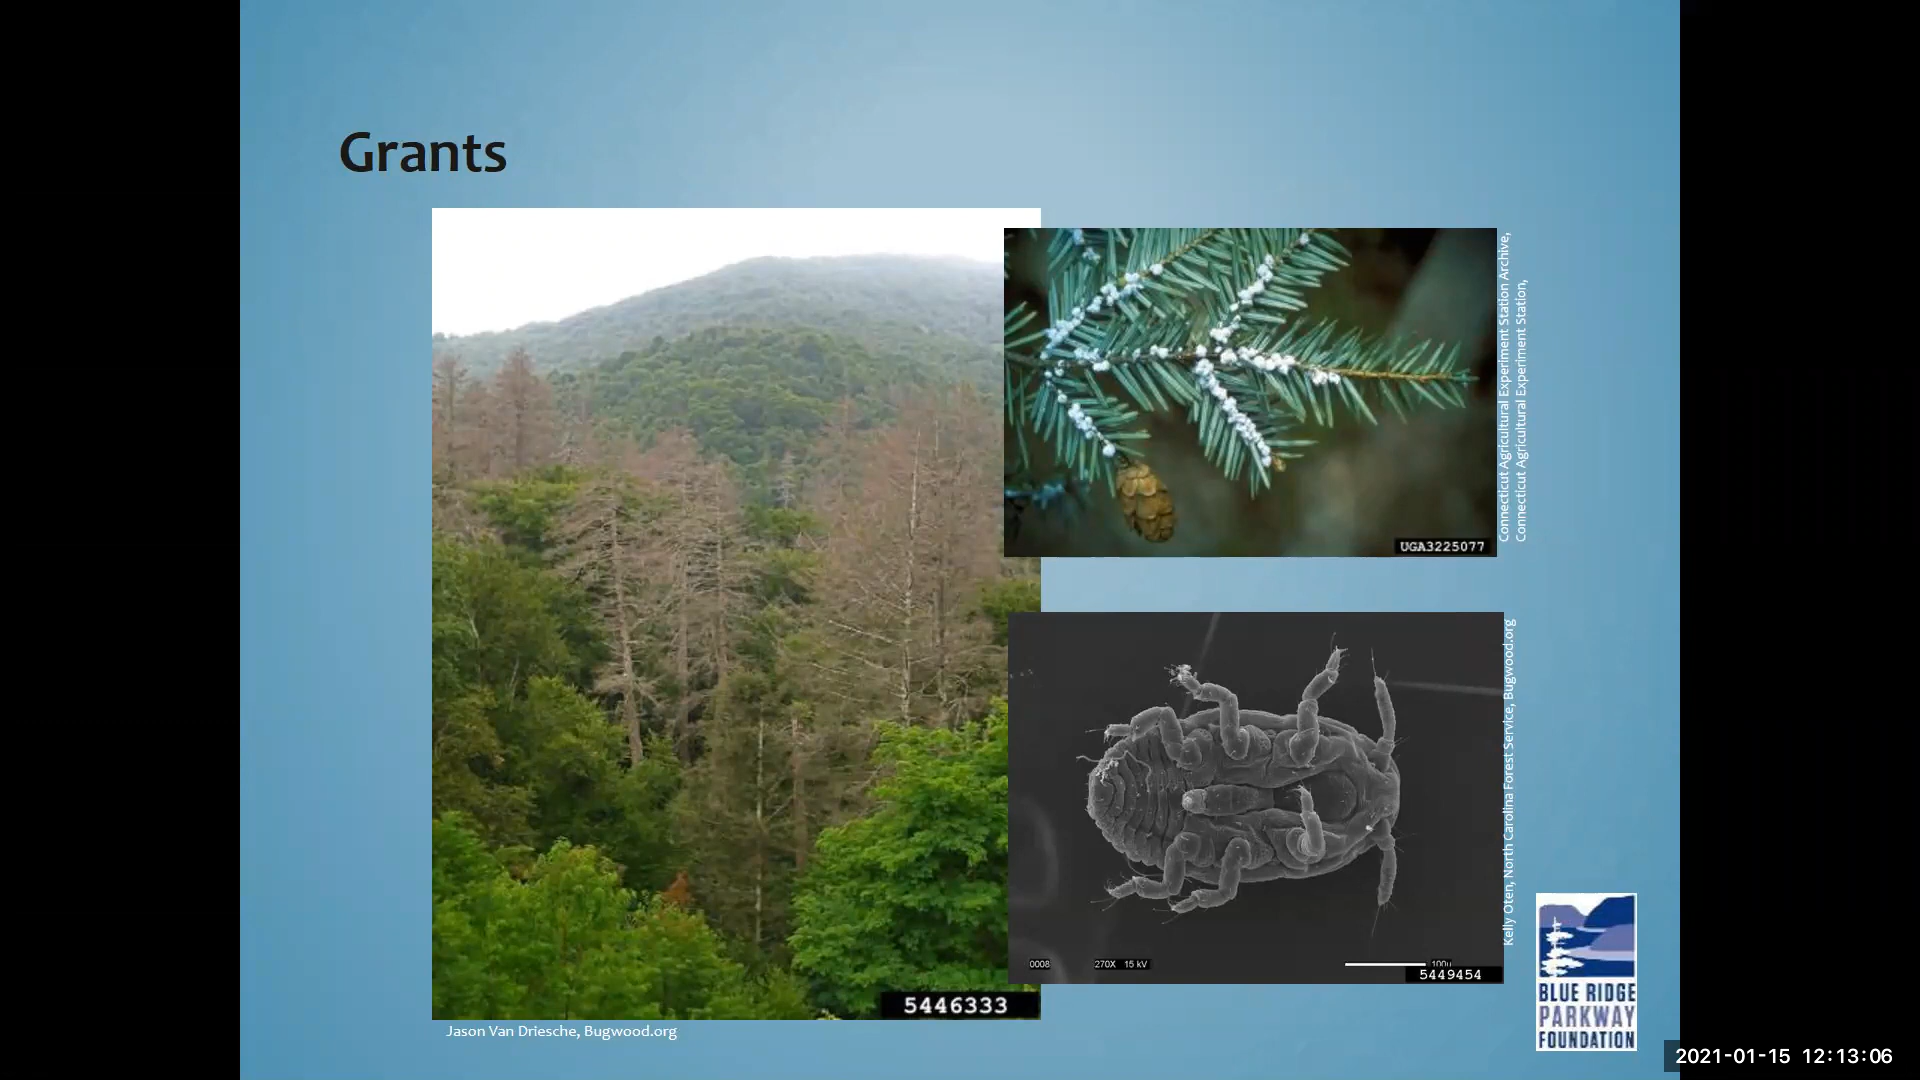 Grants
Connecticut Agricultural Experiment Station Archive,
Connecticut Agricultural Experiment Station,
UGA3225077
Kelly Oten, North Carolina Forest Service, Bugwood.org
0008 270X 15 kV 100µ
5449454
5446333
Jason Van Driesche, Bugwood.org
BLUE RIDGE
PARKWAY
FOUNDATION
2021-01-15 12:13:06